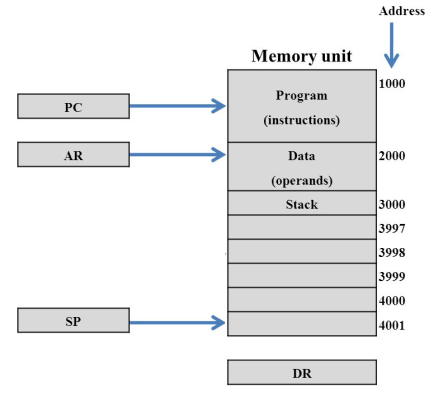 Address
Memory unit
1000
Program
(instructions)
PC
AR
Data
(operands)
2000
Stack
3000
3997
3998
3999
4000
SP
4001
DR